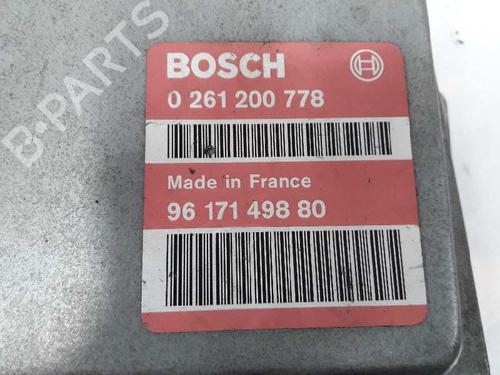 B-PARTS
BOSCH
0 261 200 778
Made in France
96 171 498 80